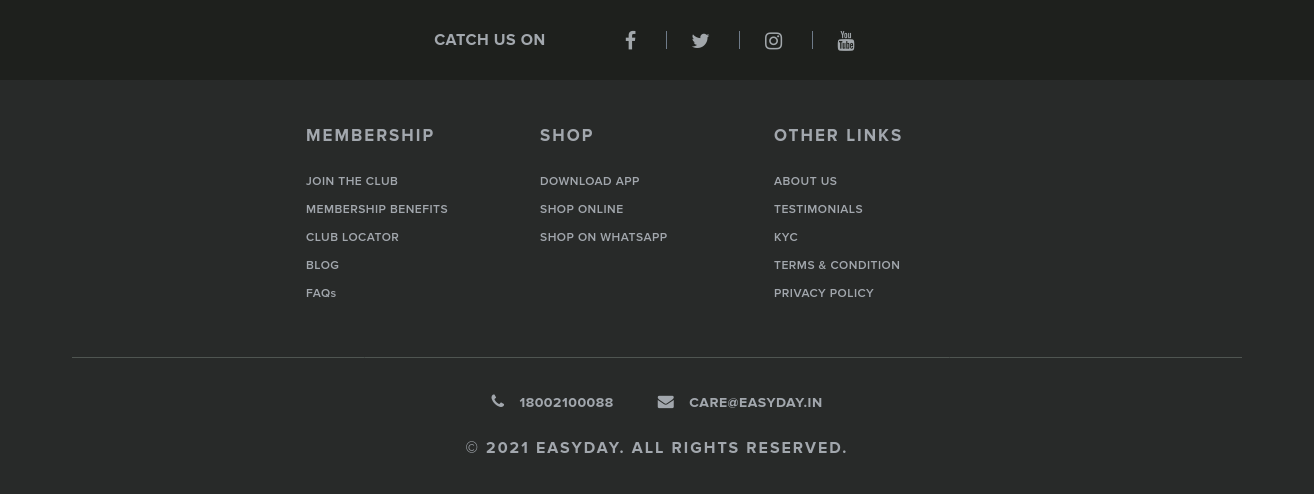 CATCH US ON
You
Tube
MEMBERSHIP
JOIN THE CLUB
MEMBERSHIP BENEFITS
CLUB LOCATOR
BLOG
FAQs
SHOP
DOWNLOAD APP
SHOP ONLINE
SHOP ON WHATSAPP
OTHER LINKS
ABOUT US
TESTIMONIALS
KYC
TERMS & CONDITION
PRIVACY POLICY
18002100088 CARE@EASYDAY.IN
© 2021 EASYDAY. ALL RIGHTS RESERVED.